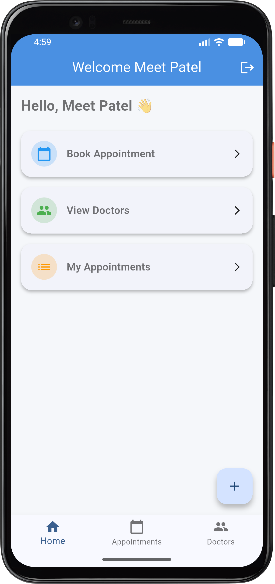 4:59
Welcome Meet Patel
Hello, Meet Patel 👋
Book Appointment
View Doctors
My Appointments
+
Home
Appointments
Doctors